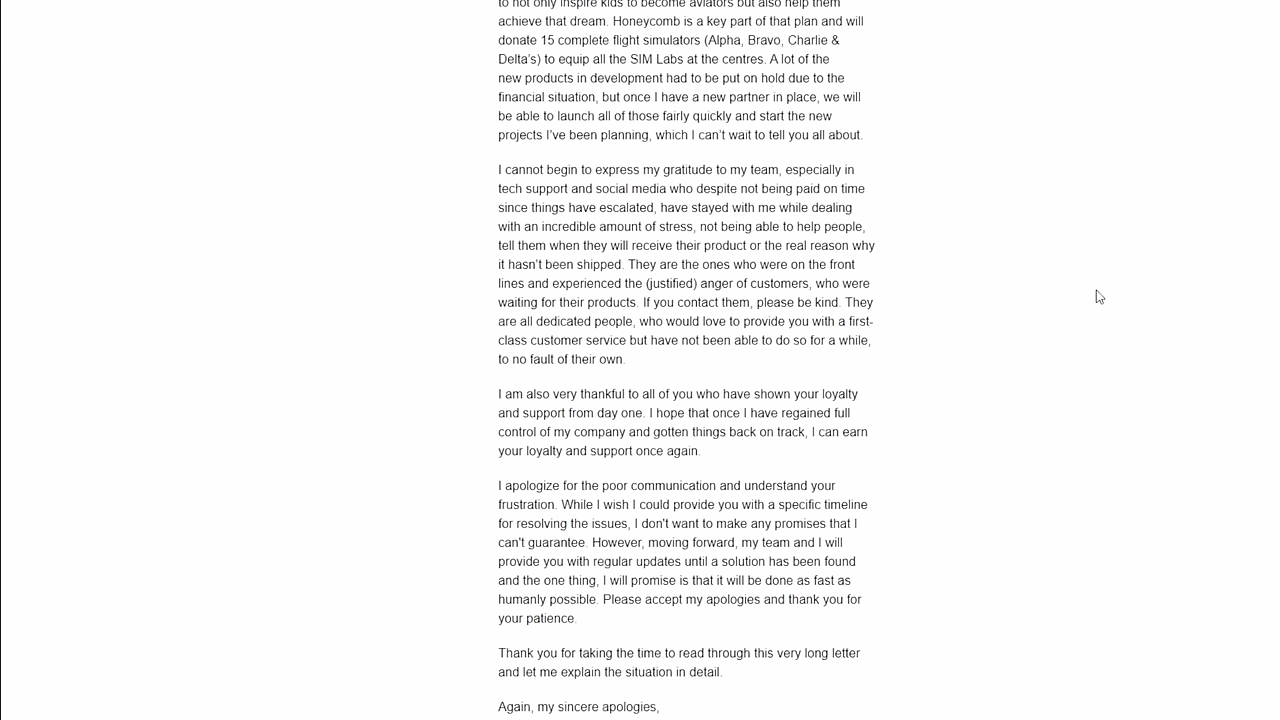 to not only inspire kids to become aviators but also help them
achieve that dream. Honeycomb is a key part of that plan and will
donate 15 complete flight simulators (Alpha, Bravo, Charlie &
Delta’s) to equip all the SIM Labs at the centres. A lot of the
new products in development had to be put on hold due to the
financial situation, but once I have a new partner in place, we will
be able to launch all of those fairly quickly and start the new
projects I’ve been planning, which I can’t wait to tell you all about.
I cannot begin to express my gratitude to my team, especially in
tech support and social media who despite not being paid on time
since things have escalated, have stayed with me while dealing
with an incredible amount of stress, not being able to help people,
tell them when they will receive their product or the real reason why
it hasn’t been shipped. They are the ones who were on the front
lines and experienced the (justified) anger of customers, who were
waiting for their products. If you contact them, please be kind. They
are all dedicated people, who would love to provide you with a first-
class customer service but have not been able to do so for a while,
to no fault of their own.
I am also very thankful to all of you who have shown your loyalty
and support from day one. I hope that once I have regained full
control of my company and gotten things back on track, I can earn
your loyalty and support once again.
I apologize for the poor communication and understand your
frustration. While I wish I could provide you with a specific timeline
for resolving the issues, I don't want to make any promises that I
can't guarantee. However, moving forward, my team and I will
provide you with regular updates until a solution has been found
and the one thing, I will promise is that it will be done as fast as
humanly possible. Please accept my apologies and thank you for
your patience.
Thank you for taking the time to read through this very long letter
and let me explain the situation in detail.
Again, my sincere apologies,